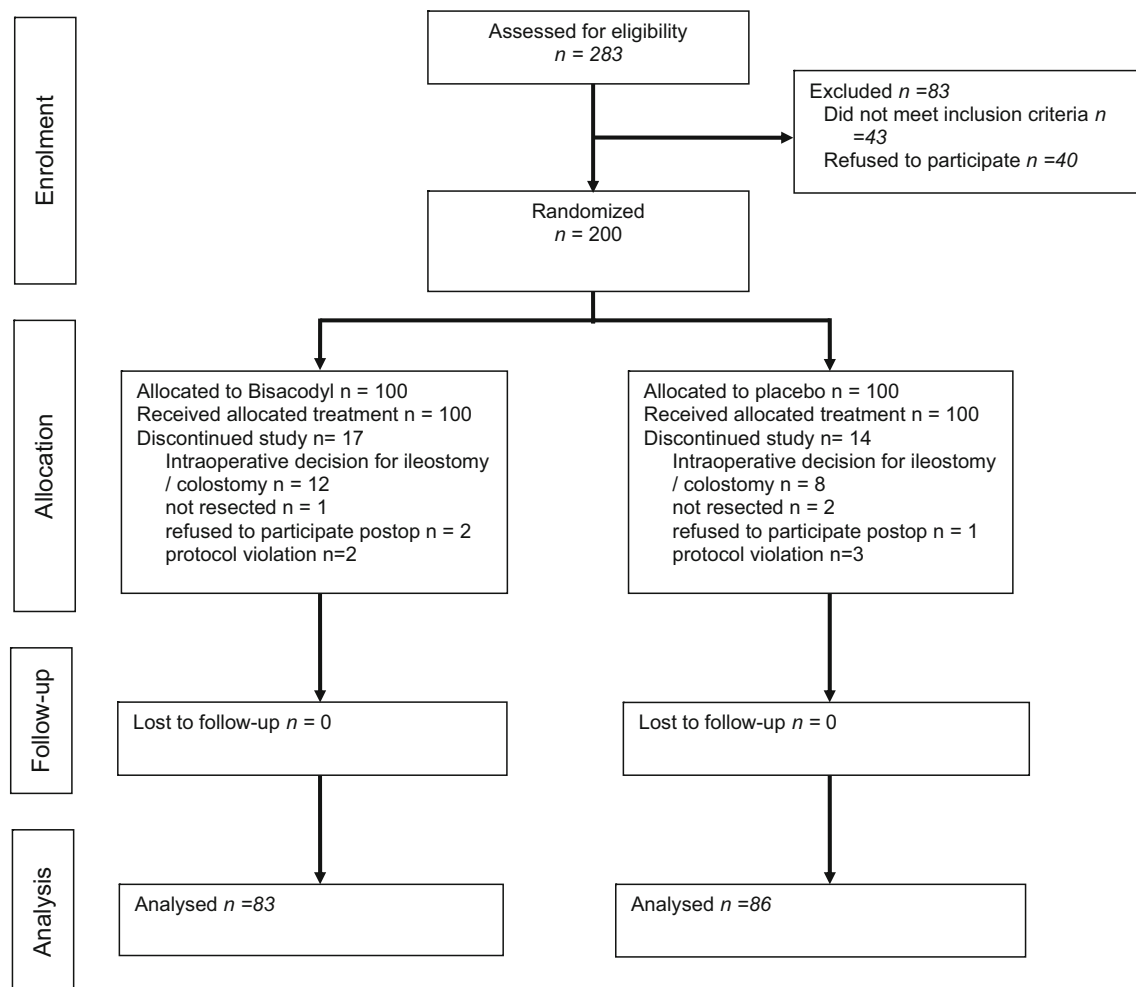 Enrolment
Assessed for eligibility
n = 283
Excluded n =83
Did not meet inclusion criteria n
=43
Refused to participate n =40
Randomized
n = 200
Allocation
Allocated to Bisacodyl n = 100
Received allocated treatment n = 100
Discontinued study n= 17
Intraoperative decision for ileostomy
/ colostomy n = 12
not resected n = 1
refused to participate postop n = 2
protocol violation n=2
Allocated to placebo n = 100
Received allocated treatment n = 100
Discontinued study n= 14
Intraoperative decision for ileostomy
/ colostomy n = 8
not resected n = 2
refused to participate postop n = 1
protocol violation n=3
Follow-up
Lost to follow-up n = 0
Lost to follow-up n = 0
Analysis
Analysed n =83
Analysed n =86